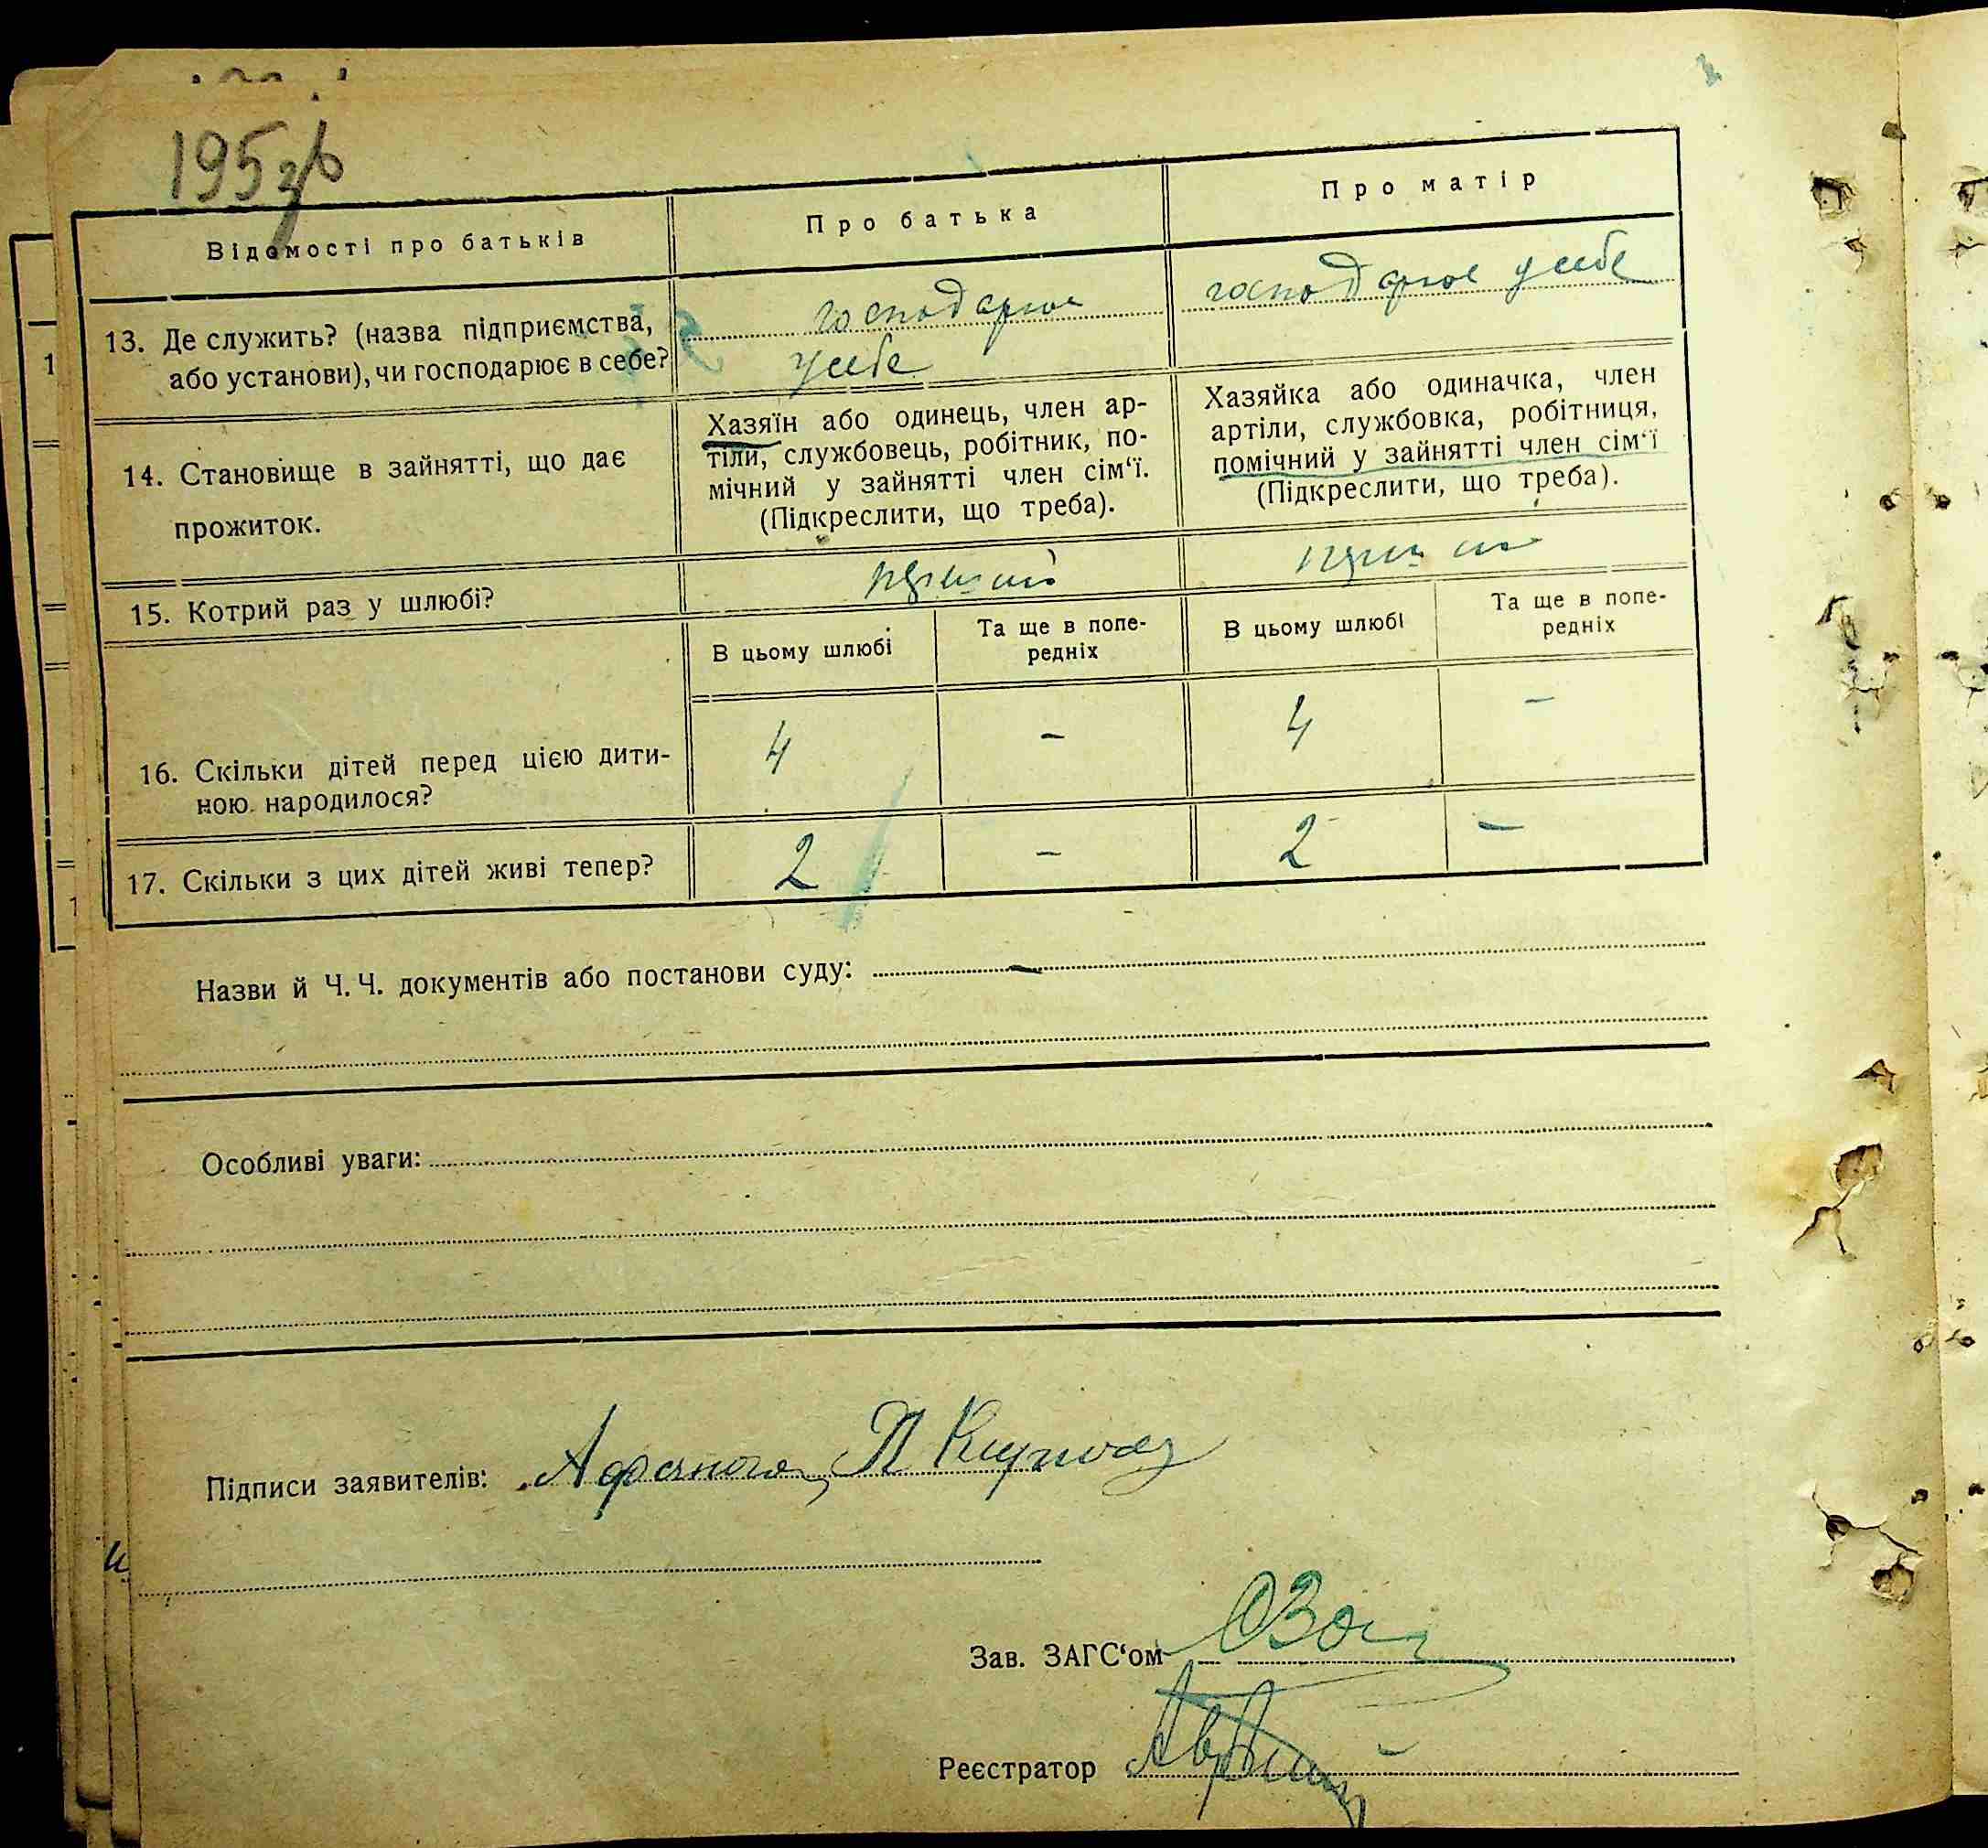 195зв
Відомості про батьків
Про батька
Про матір
13. Де служить? (назва підприємства,
або установи), чи господарює в себе?
господарює
у себе
господарює у себе
14. Становище в зайнятті, що дає
прожиток.
Хазяїн або одинець, член ар-
тіли, службовець, робітник, по-
мічний у зайнятті член сім‘ї.
(Підкреслити, що треба).
Хазяйка або одиначка, член
артіли, службовка, робітниця,
помічний у зайнятті член сім‘ї
(Підкреслити, що треба).
15. Котрий раз у шлюбі?
перший
перший
В цьому шлюбі
Та ще в попе-
редніх
В цьому шлюбі
Та ще в попе-
редніх
16. Скільки дітей перед цією дити-
ною народилося?
4 - 4 -
17. Скільки з цих дітей живі тепер?
2 - 2 -
Назви й Ч.Ч. документів або постанови суду: -
Особливі уваги:
Підписи заявителів:
Зав. ЗАГС‘ом
Реєстратор